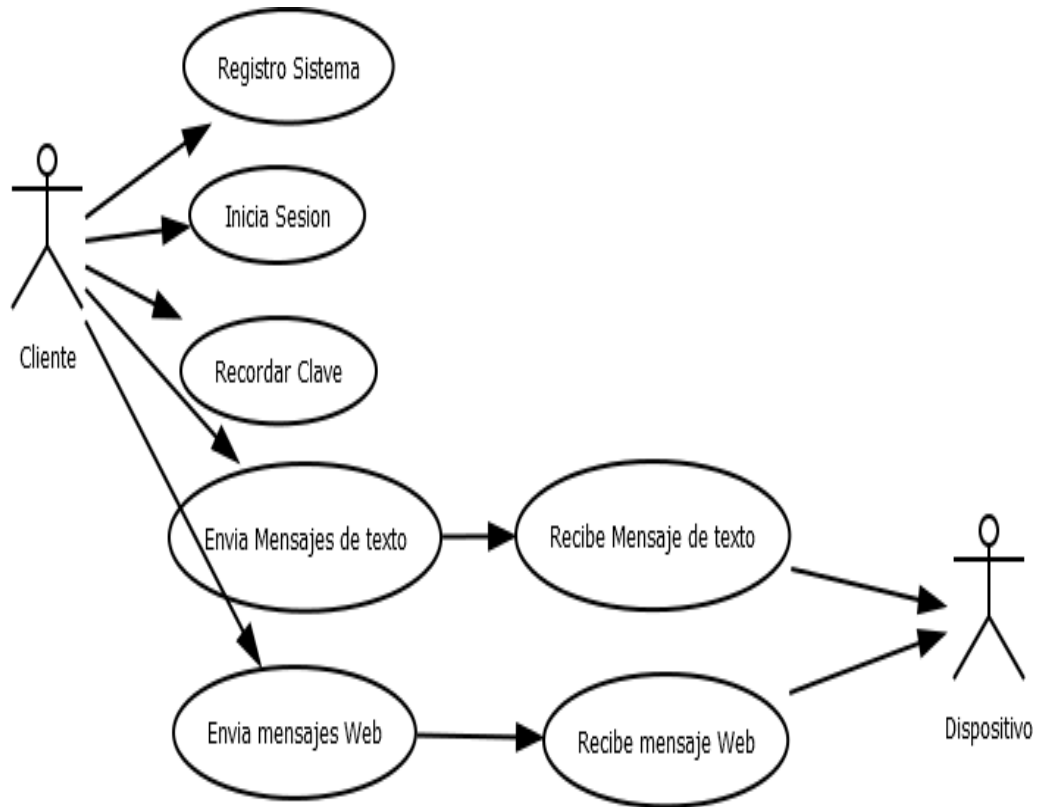 Registro Sistema
Inicia Sesion
Cliente
Recordar Clave
Envia Mensajes de texto
Recibe Mensaje de texto
Envia mensajes Web
Recibe mensaje Web
Dispositivo